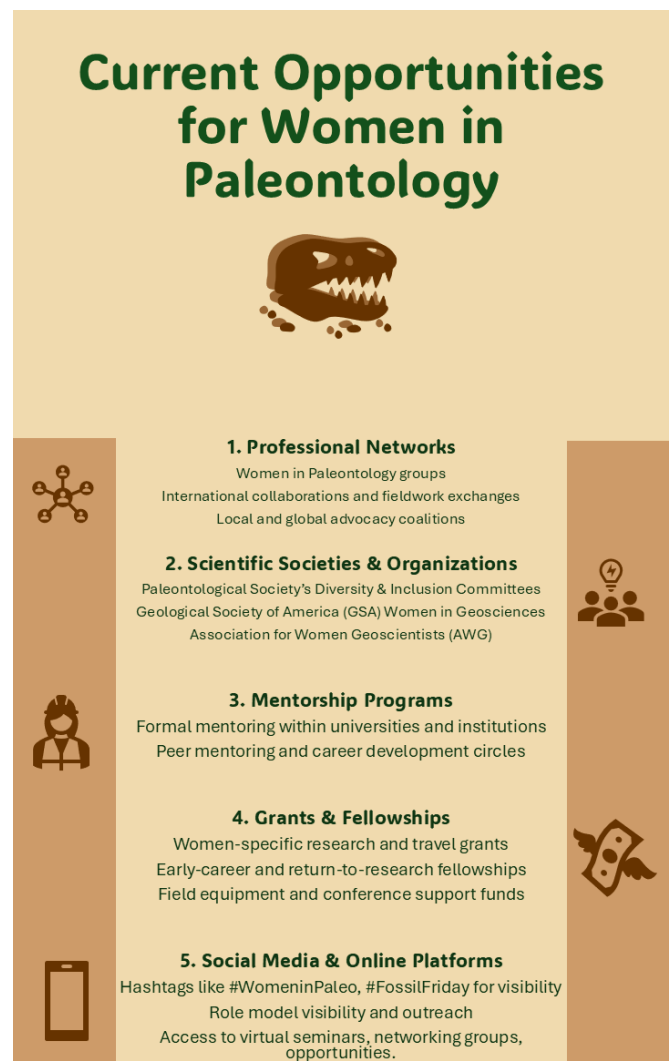 Current Opportunities
for Women in
Paleontology
1. Professional Networks
Women in Paleontology groups
International collaborations and fieldwork exchanges
Local and global advocacy coalitions
2. Scientific Societies & Organizations
Paleontological Society’s Diversity & Inclusion Committees
Geological Society of America (GSA) Women in Geosciences
Association for Women Geoscientists (AWG)
3. Mentorship Programs
Formal mentoring within universities and institutions
Peer mentoring and career development circles
4. Grants & Fellowships
Women-specific research and travel grants
Early-career and return-to-research fellowships
Field equipment and conference support funds
5. Social Media & Online Platforms
Hashtags like #WomeninPaleo, #FossilFriday for visibility
Role model visibility and outreach
Access to virtual seminars, networking groups,
opportunities.